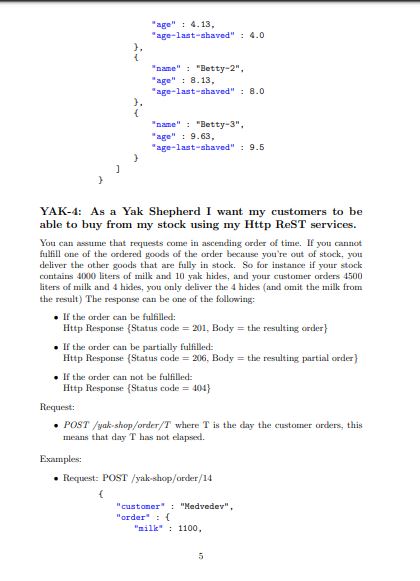 "age" : 4.13,
"age-last-shaved" : 4.0
},
{
"name" : "Betty-2",
"age" : 8.13,
"age-last-shaved" : 8.0
},
{
"name" : "Betty-3",
"age" : 9.63,
"age-last-shaved" : 9.5
}
]
}
YAK-4: As a Yak Shepherd I want my customers to be
able to buy from my stock using my Http ReST services.
You can assume that requests come in ascending order of time. If you cannot
fulfill one of the ordered goods of the order because you're out of stock, you
deliver the other goods that are fully in stock. So for instance if your stock
contains 4000 liters of milk and 10 yak hides, and your customer orders 4500
liters of milk and 4 hides, you only deliver the 4 hides (and omit the milk from
the result) The response can be one of the following:
• If the order can be fulfilled:
Http Response {Status code = 201, Body = the resulting order}
• If the order can be partially fulfilled:
Http Response {Status code = 206, Body = the resulting partial order}
• If the order can not be fulfilled:
Http Response {Status code = 404}
Request:
• POST /yak-shop/order/T where T is the day the customer orders, this
means that day T has not elapsed.
Examples:
• Request: POST /yak-shop/order/14
{
"customer" : "Medvedev",
"order" : {
"milk" : 1100,
5